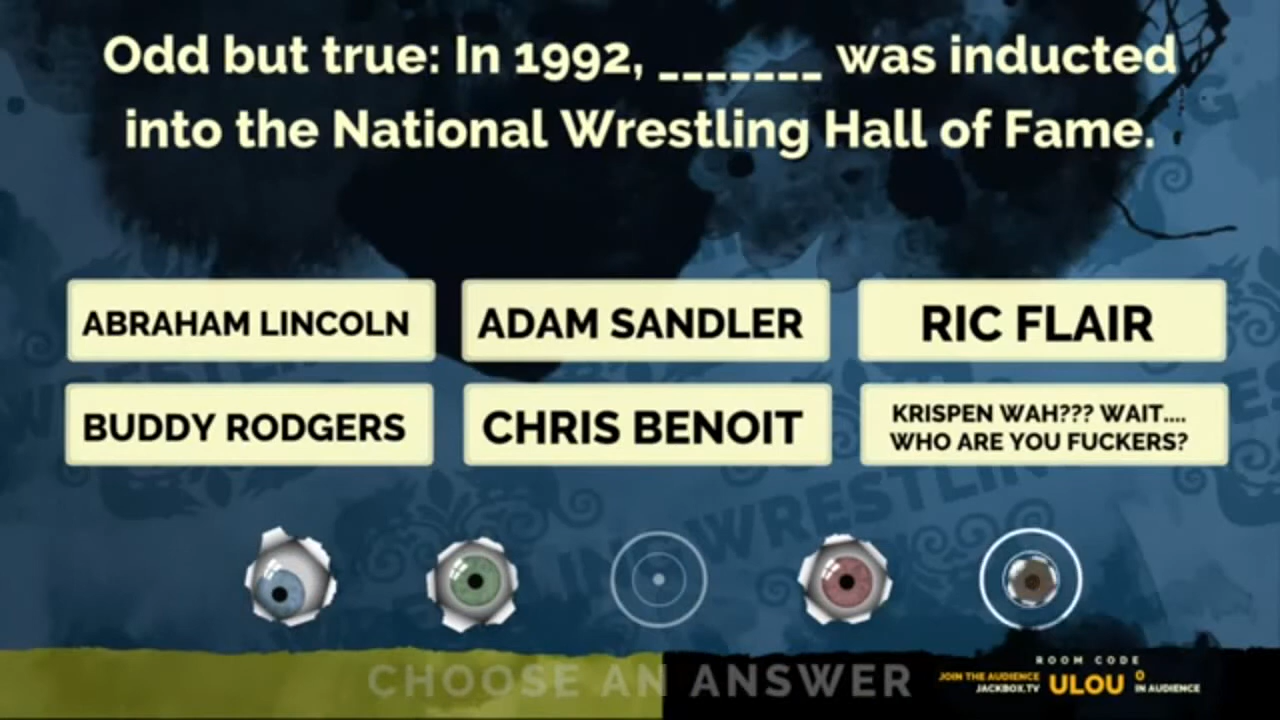 Odd but true: In 1992, _______ was inducted
into the National Wrestling Hall of Fame.
ABRAHAM LINCOLN
ADAM SANDLER
RIC FLAIR
BUDDY RODGERS
CHRIS BENOIT
KRISPEN WAH??? WAIT....
WHO ARE YOU FUCKERS?
CHOOSE AN ANSWER
ROOM CODE
JOIN THE AUDIENCE
JACKBOX.TV
ULOU
0
IN AUDIENCE